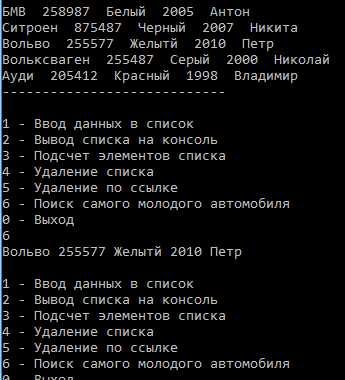 БМВ 258987 Белый 2005 Антон
Ситроен 875487 Черный 2007 Никита
Вольво 255577 Желытй 2010 Петр
Вольксваген 255487 Серый 2000 Николай
Ауди 205412 Красный 1998 Владимир
----------------------------
1 - Ввод данных в список
2 - Вывод списка на консоль
3 - Подсчет элементов списка
4 - Удаление списка
5 - Удаление по ссылке
6 - Поиск самого молодого автомобиля
0 - Выход
6
Вольво 255577 Желытй 2010 Петр
1 - Ввод данных в список
2 - Вывод списка на консоль
3 - Подсчет элементов списка
4 - Удаление списка
5 - Удаление по ссылке
6 - Поиск самого молодого автомобиля
0 - Выход